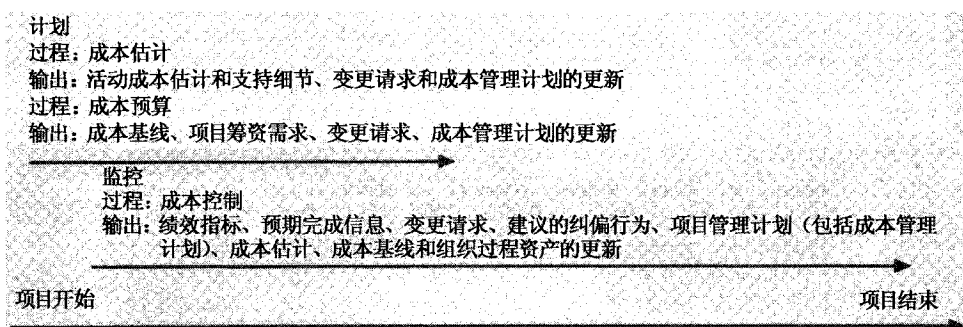 计划
过程：成本估计
输出：活动成本估计和支持细节、变更请求和成本管理计划的更新
过程：成本预算
输出：成本基线、项目筹资需求、变更请求、成本管理计划的更新
监控
过程：成本控制
输出：绩效指标、预期完成信息、变更请求、建议的纠偏行为、项目管理计划（包括成本管理
计划）、成本估计、成本基线和组织过程资产的更新
项目开始 项目结束